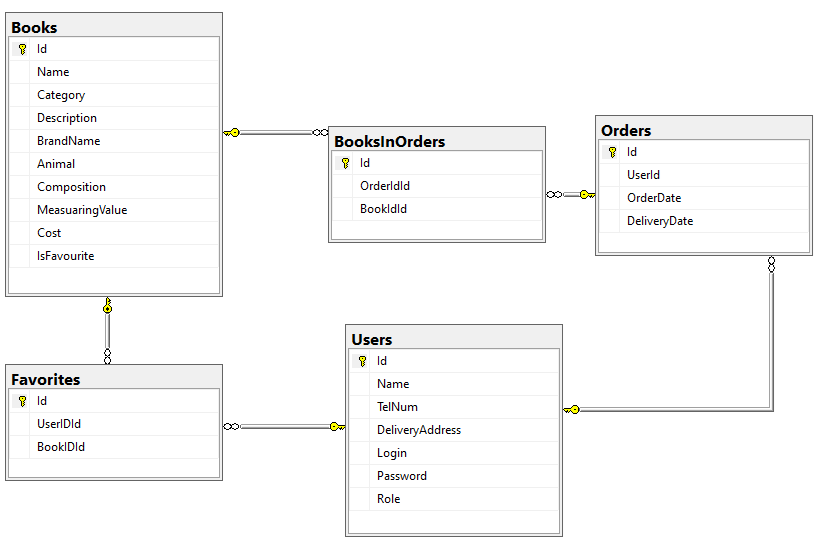 Books
Id
Name
Category
Description
BrandName
Animal
Composition
MeasuaringValue
Cost
IsFavourite
BooksInOrders
Id
OrderIdId
BookIdId
Orders
Id
UserId
OrderDate
DeliveryDate
Favorites
Id
UserIDId
BookIDId
Users
Id
Name
TelNum
DeliveryAddress
Login
Password
Role